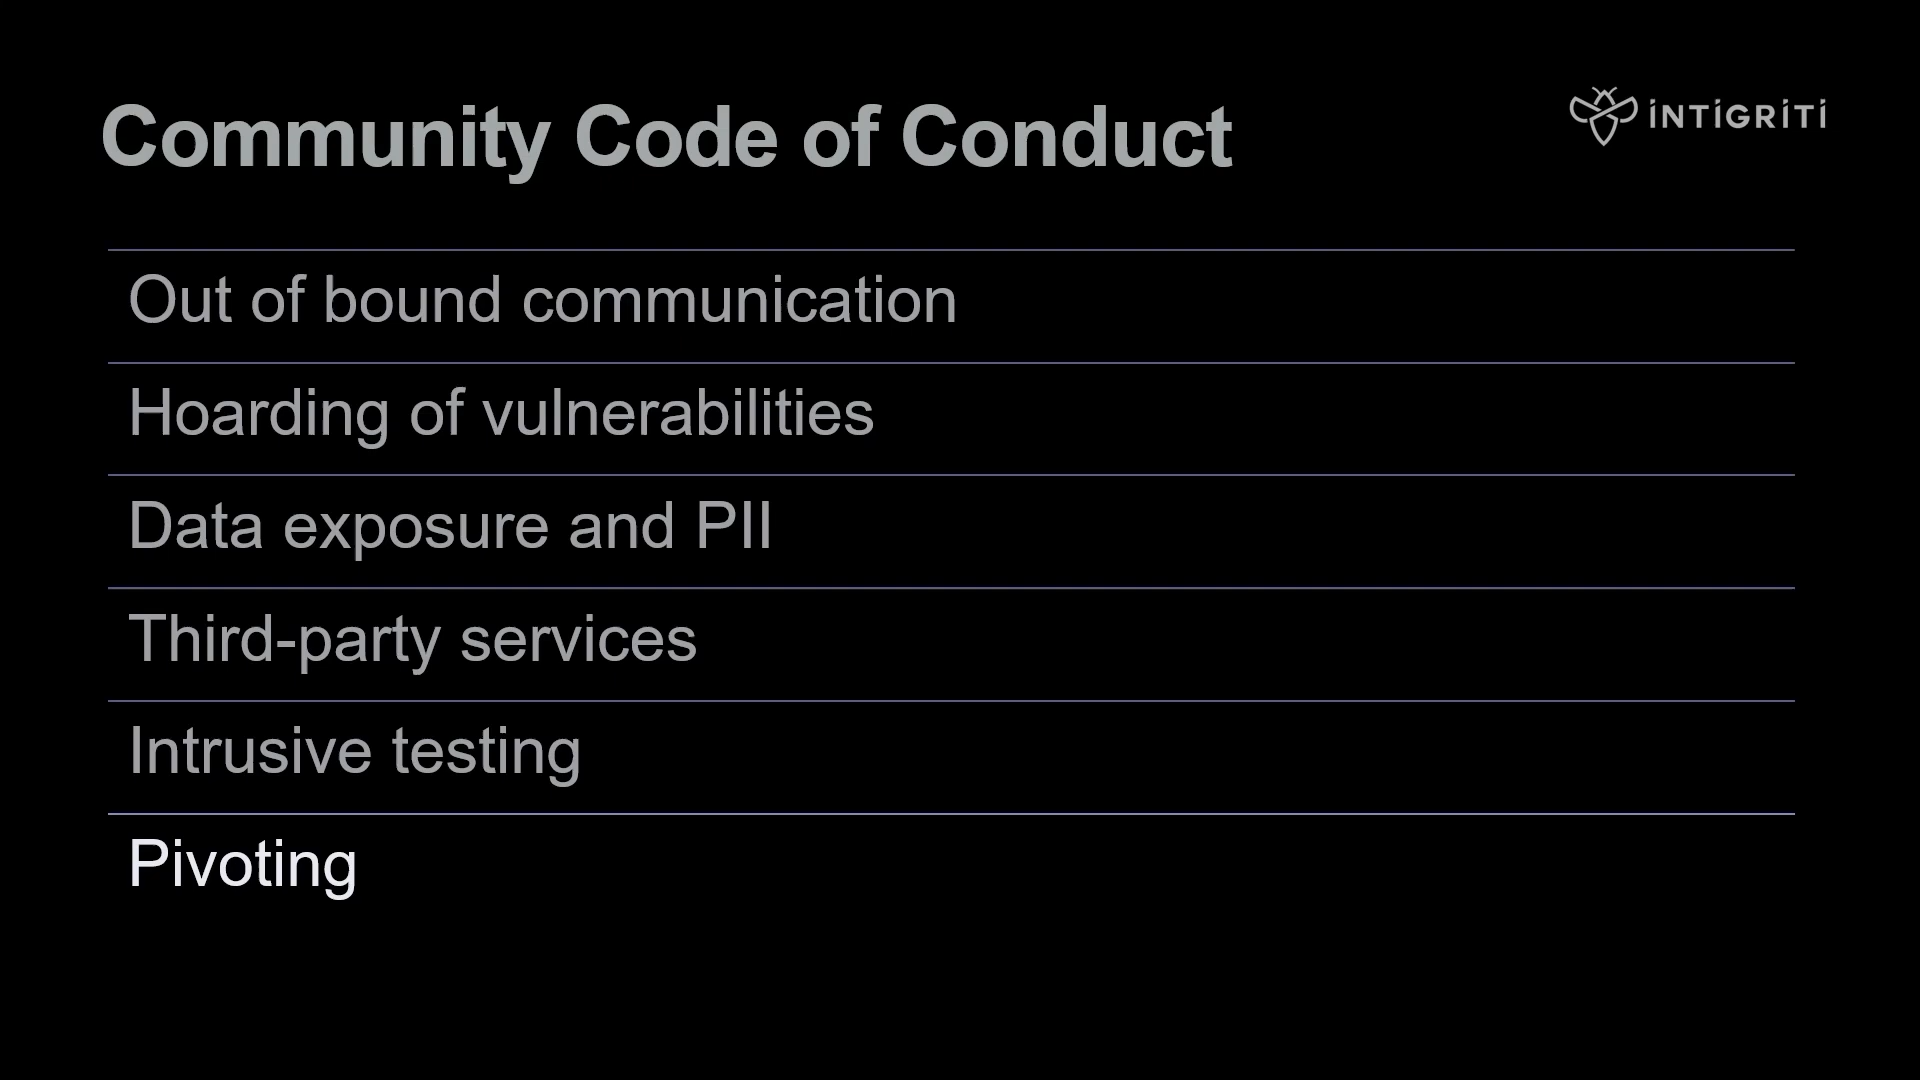 Community Code of Conduct
INTIGRITI
Out of bound communication
Hoarding of vulnerabilities
Data exposure and PII
Third-party services
Intrusive testing
Pivoting